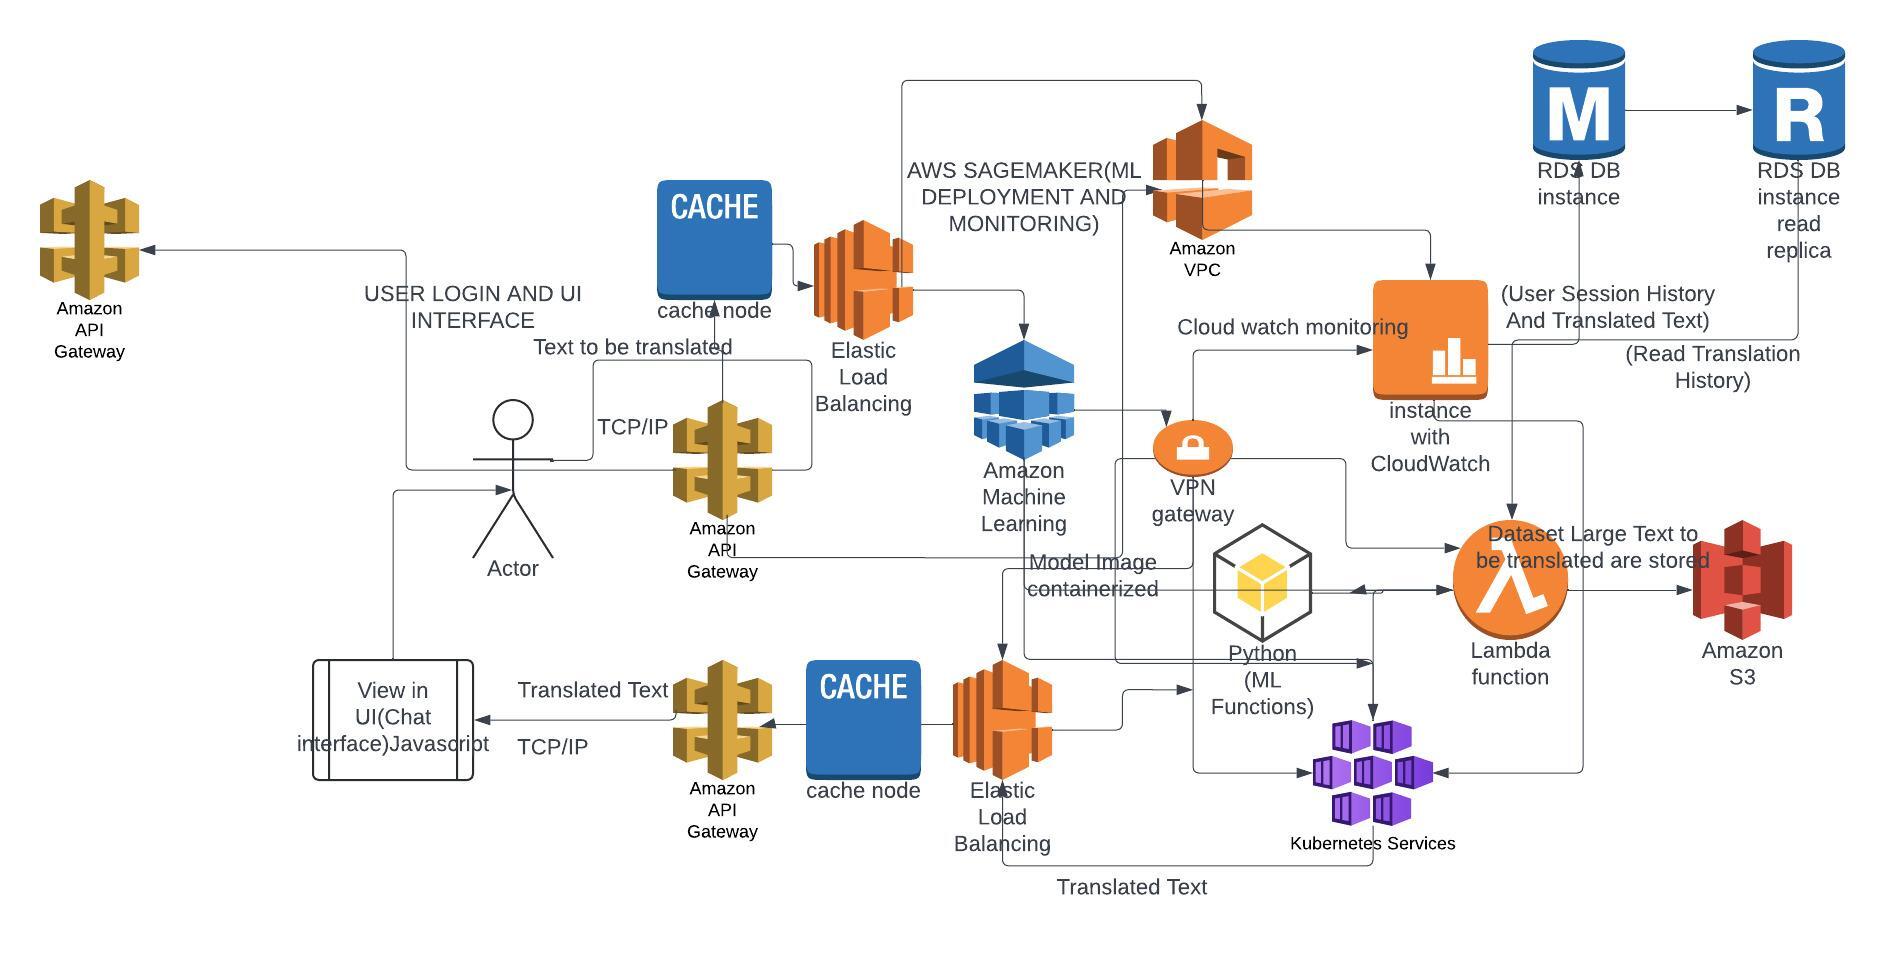 M
R
RDS DB
instance
RDS DB
instance
read
replica
AWS SAGEMAKER(ML
DEPLOYMENT AND
MONITORING)
CACHE
cache node
Amazon
VPC
Amazon
API
Gateway
USER LOGIN AND UI
INTERFACE
Text to be translated
Elastic
Load
Balancing
Cloud watch monitoring
(User Session History
And Translated Text)
(Read Translation
History)
instance
with
CloudWatch
TCP/IP
Amazon
API
Gateway
Actor
Amazon
Machine
Learning
VPN
gateway
Model Image
containerized
Dataset Large Text to
be translated are stored
Python
(ML
Functions)
Lambda
function
Amazon
S3
View in
UI(Chat
interface)Javascript
Translated Text
TCP/IP
Amazon
API
Gateway
CACHE
cache node
Elastic
Load
Balancing
Kubernetes Services
Translated Text